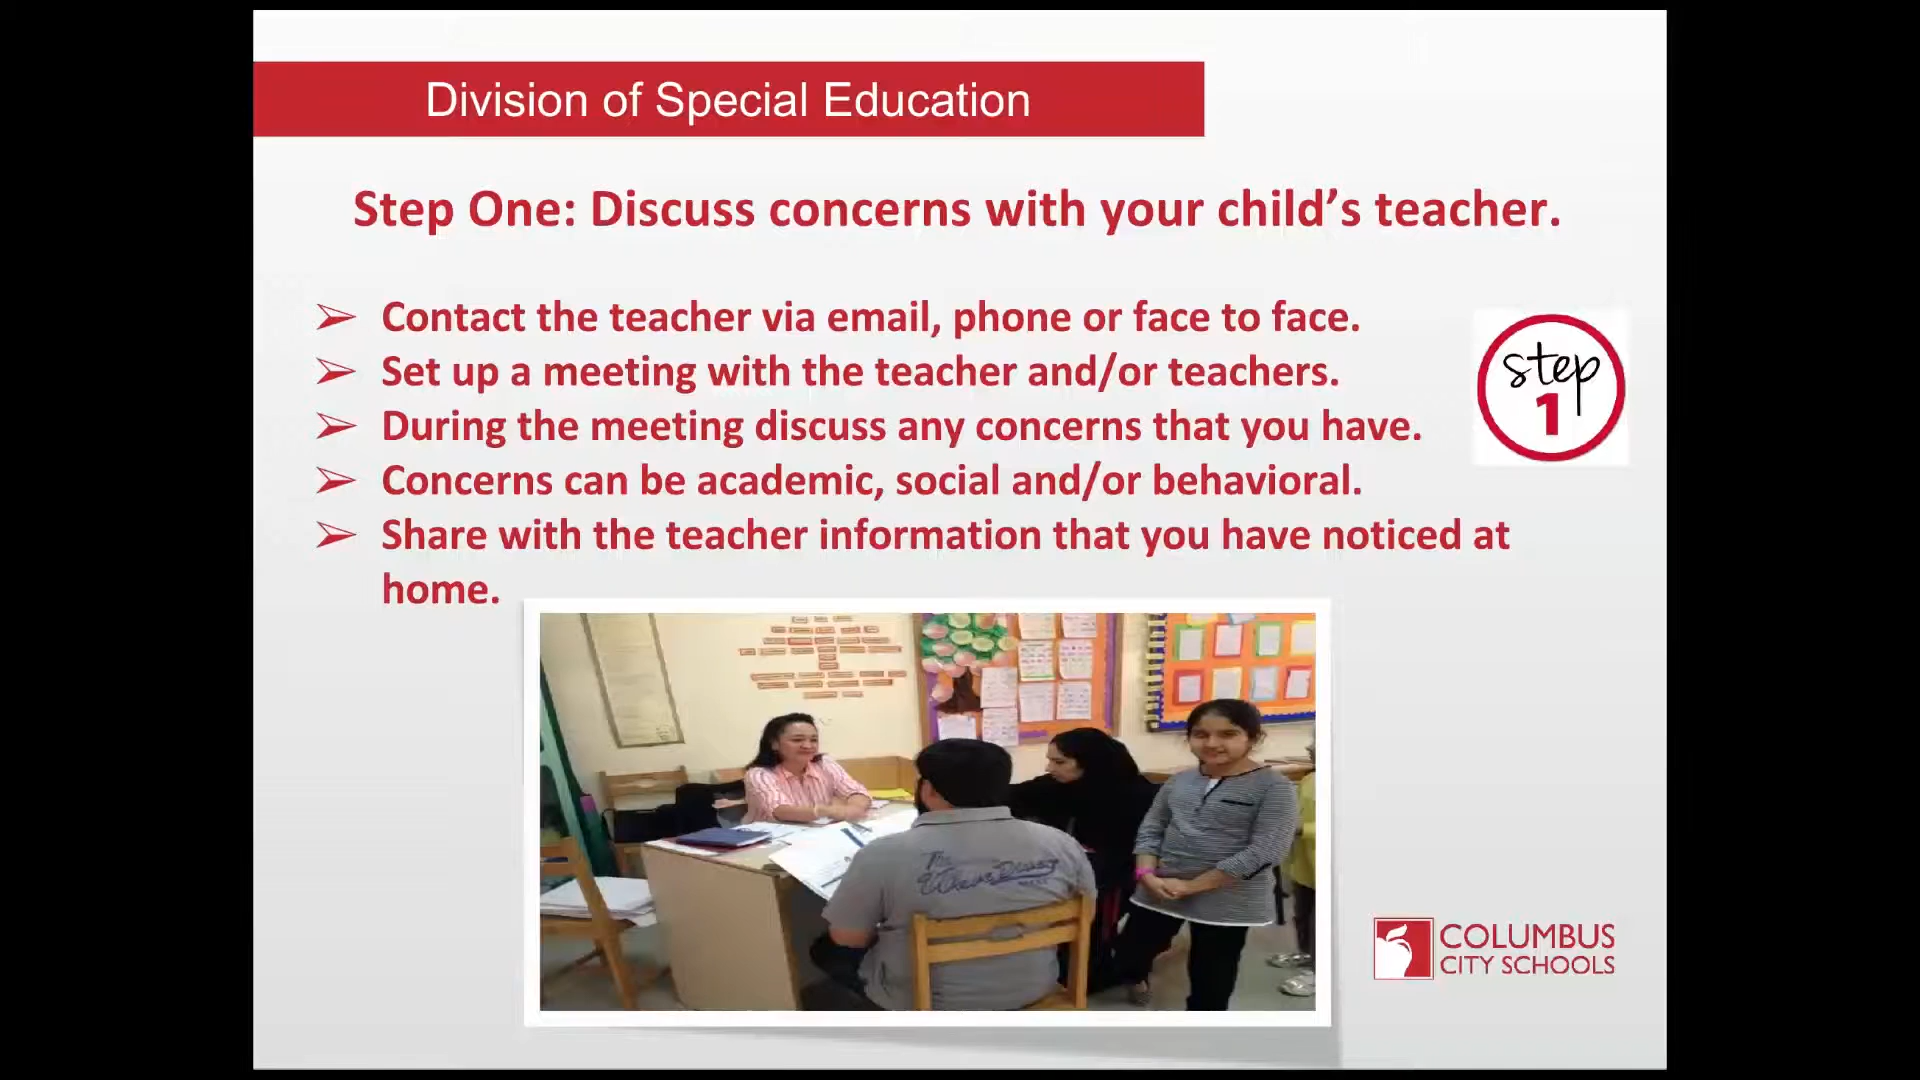 Division of Special Education
Step One: Discuss concerns with your child’s teacher.
➢ Contact the teacher via email, phone or face to face.
➢ Set up a meeting with the teacher and/or teachers.
➢ During the meeting discuss any concerns that you have.
➢ Concerns can be academic, social and/or behavioral.
➢ Share with the teacher information that you have noticed at
home.
step
1
COLUMBUS
CITY SCHOOLS